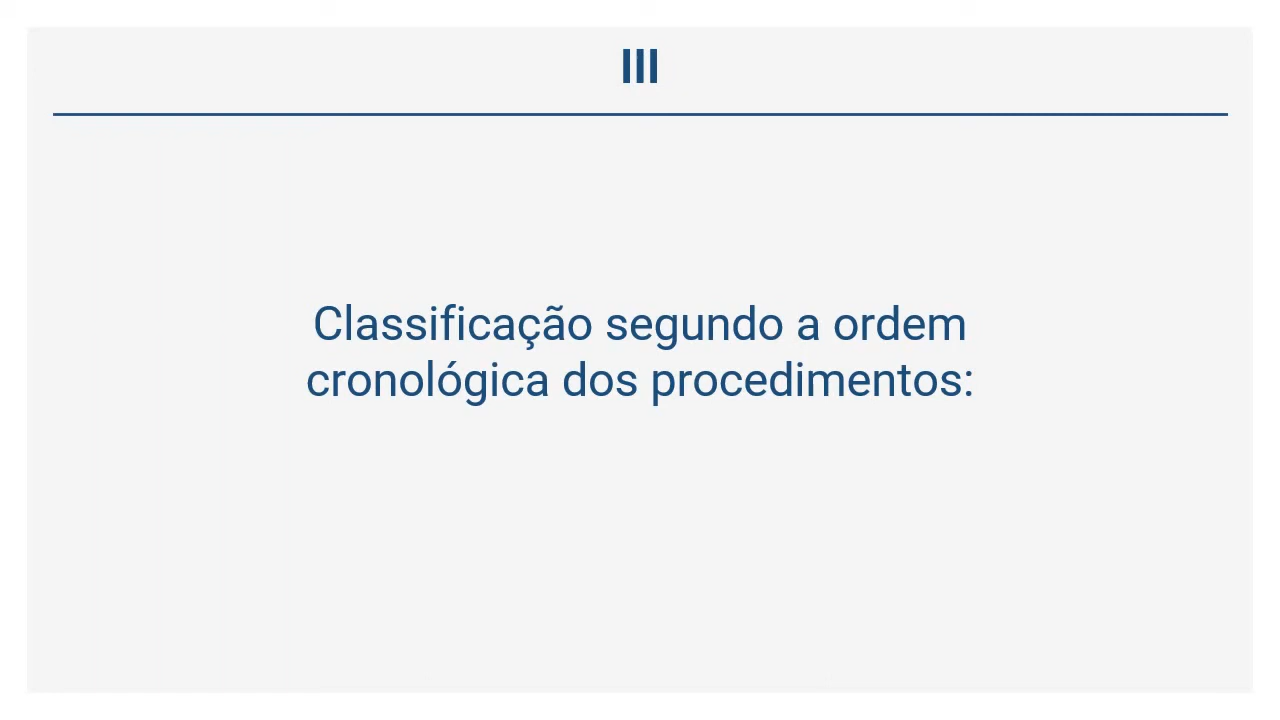 III
Classificação segundo a ordem
cronológica dos procedimentos: